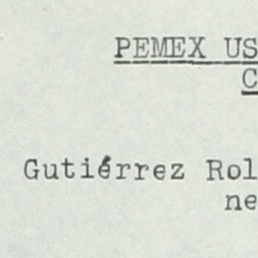 PEMEX US
C
Gutiérrez Rol
ne